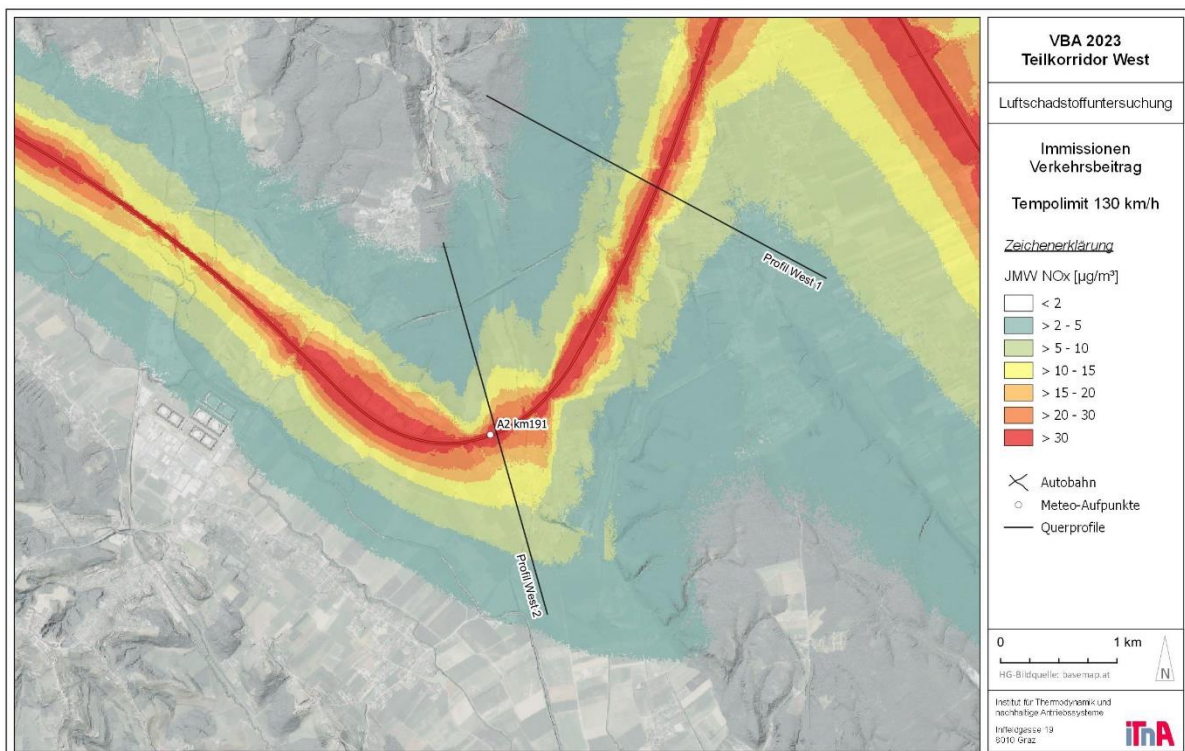 Profil West 1
A2 km191
Profil West 2
VBA 2023
Teilkorridor West
Luftschadstoffuntersuchung
Immissionen
Verkehrsbeitrag
Tempolimit 130 km/h
Zeichenerklärung
JMW NOx [µg/m³]
< 2
> 2 - 5
> 5 - 10
> 10 - 15
> 15 - 20
> 20 - 30
> 30
Autobahn
Meteo-Aufpunkte
Querprofile
0 1 km
HG-Bildquelle: basemap.at
N
Institut für Thermodynamik und
nachhaltige Antriebssysteme
Inffeldgasse 19
8010 Graz
iTnA